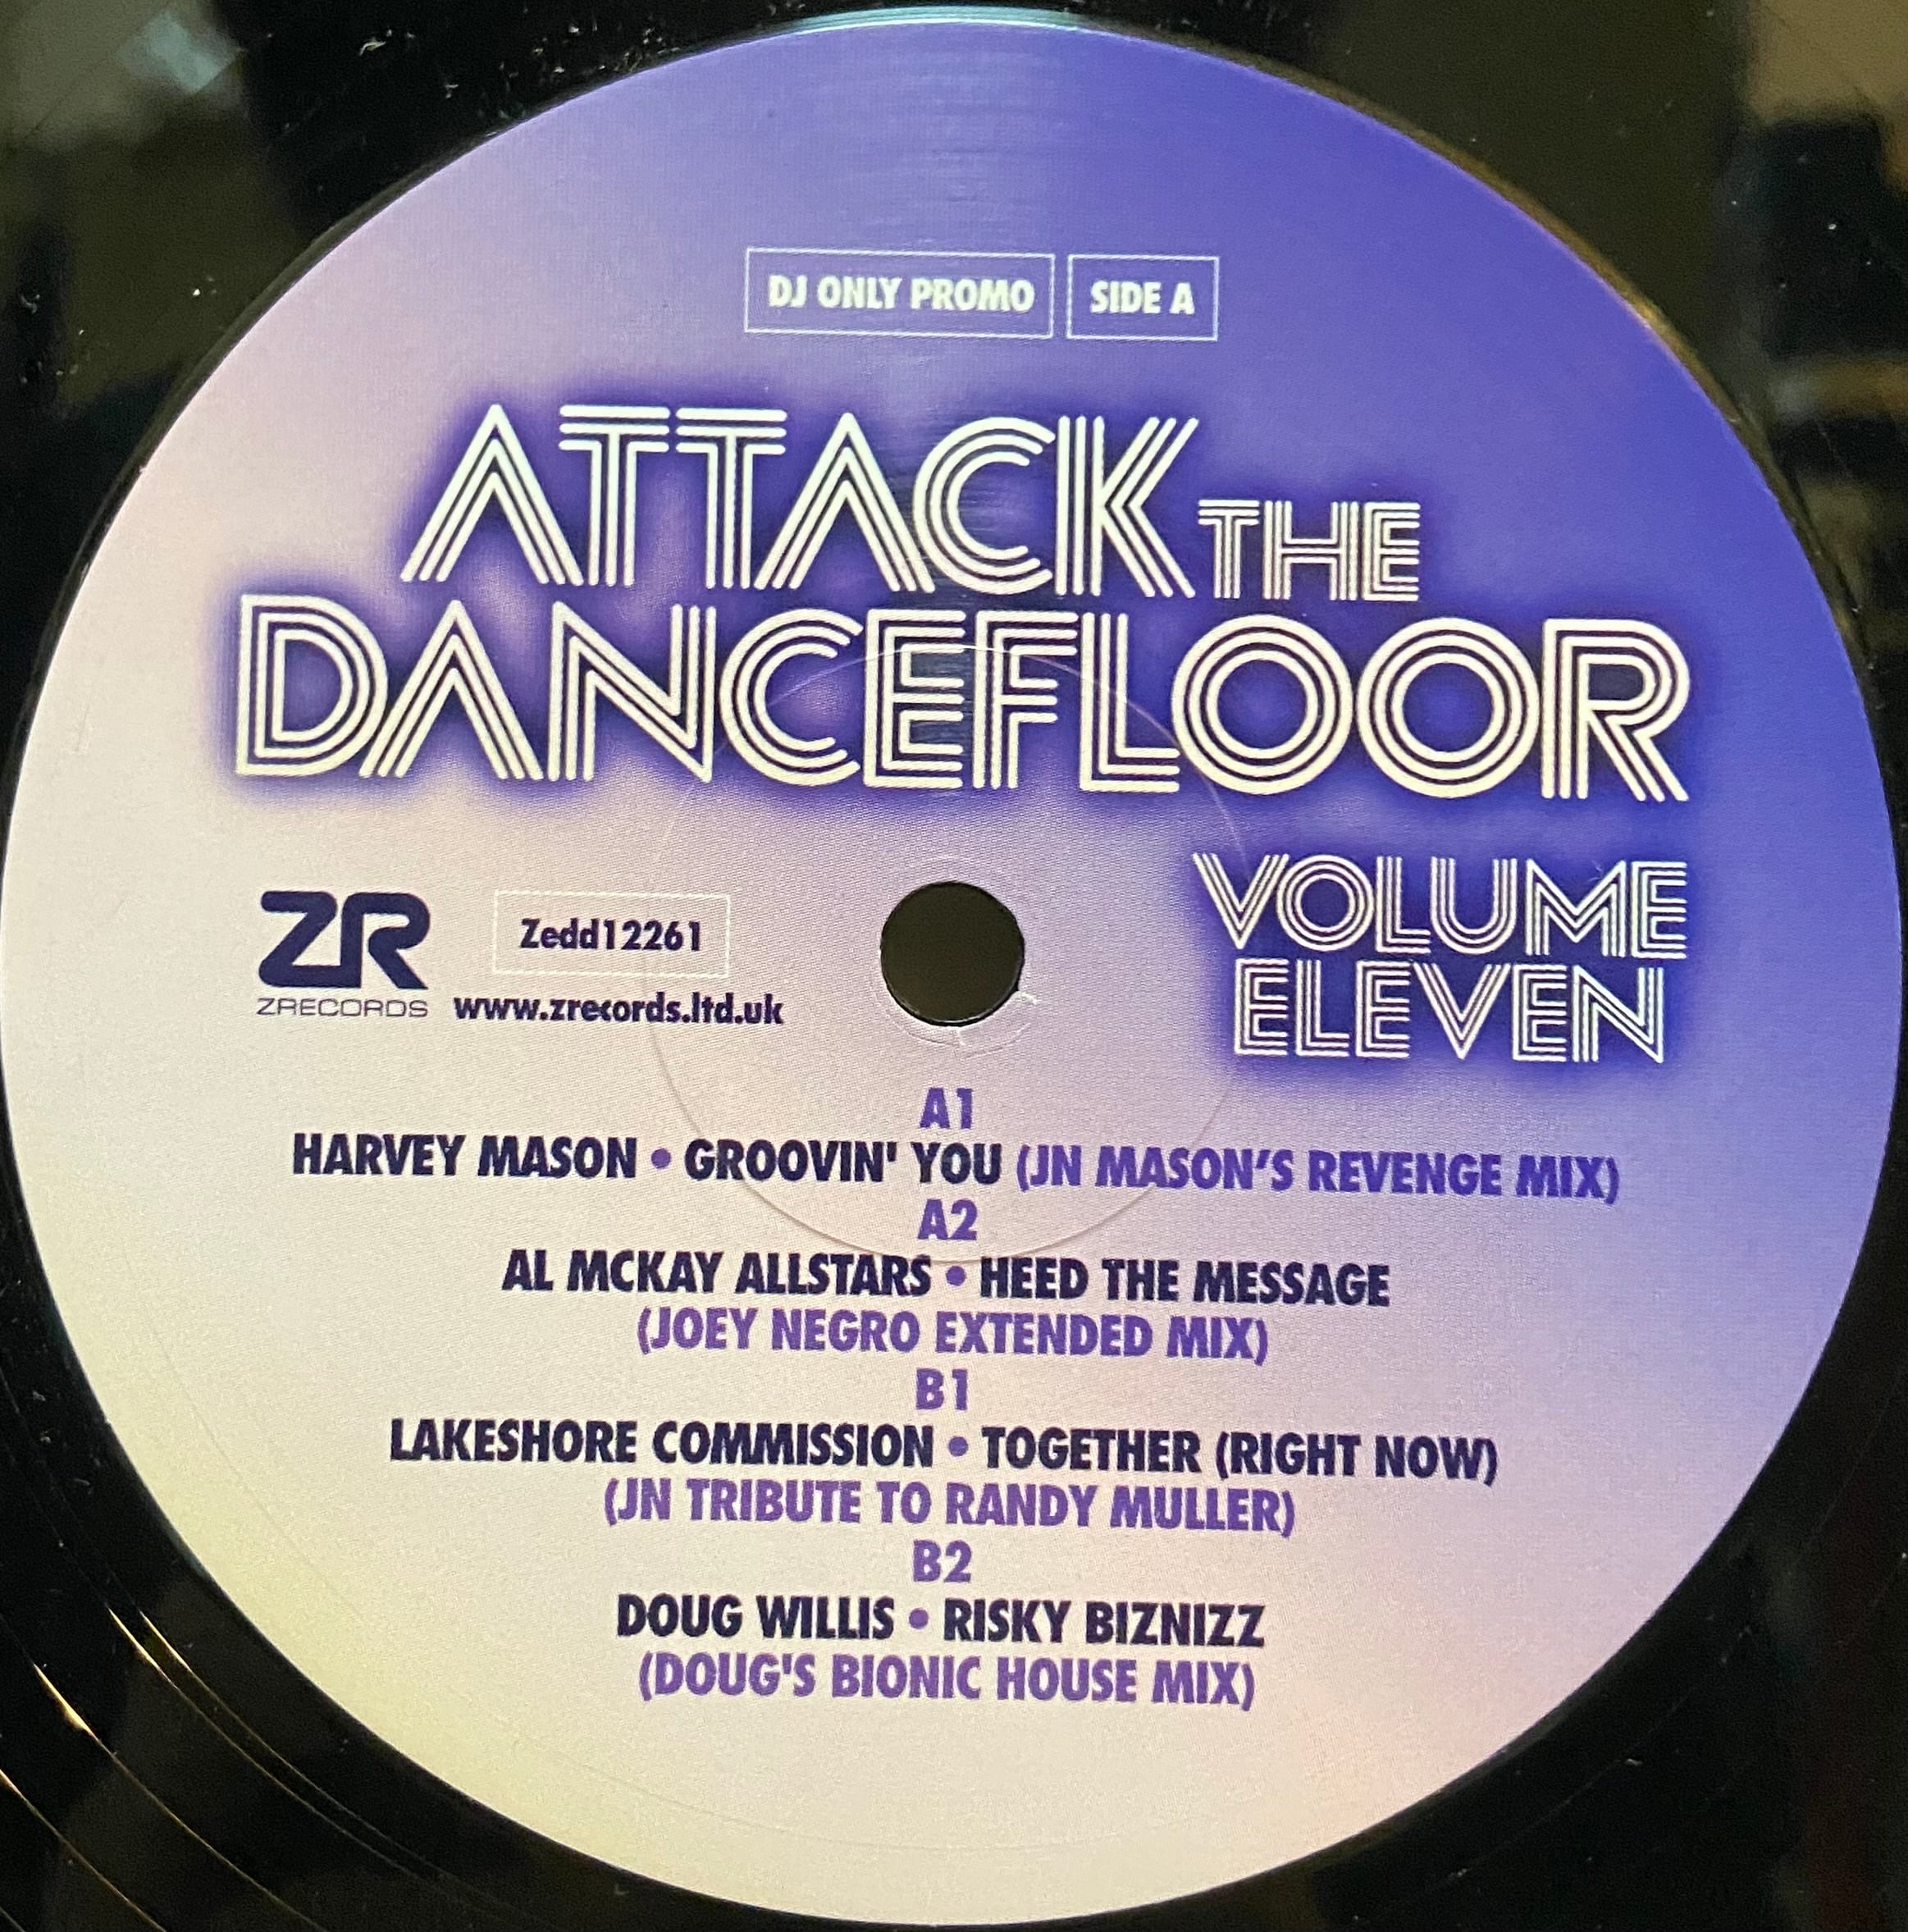 DJ ONLY PROMO SIDE A
ATTACK THE
DANCEFLOOR
VOLUME
ELEVEN
ZR
ZRECORDS
Zedd12261
www.zrecords.ltd.uk
A1
HARVEY MASON • GROOVIN' YOU (JN MASON'S REVENGE MIX)
A2
AL MCKAY ALLSTARS • HEED THE MESSAGE
(JOEY NEGRO EXTENDED MIX)
B1
LAKESHORE COMMISSION • TOGETHER (RIGHT NOW)
(JN TRIBUTE TO RANDY MULLER)
B2
DOUG WILLIS • RISKY BIZNIZZ
(DOUG'S BIONIC HOUSE MIX)